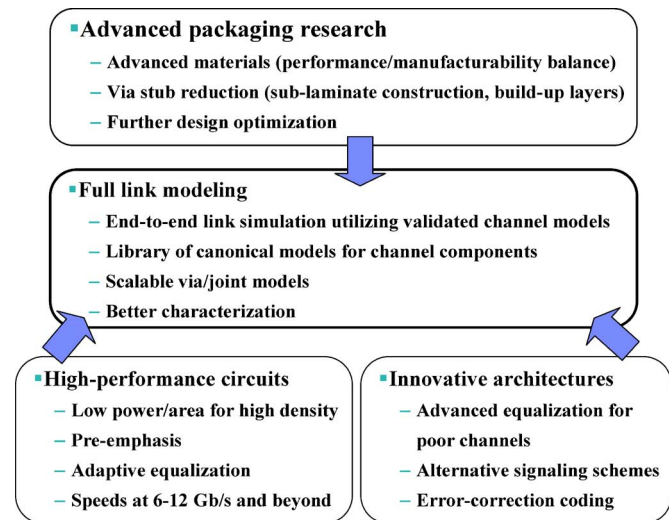 ▪Advanced packaging research
– Advanced materials (performance/manufacturability balance)
– Via stub reduction (sub-laminate construction, build-up layers)
– Further design optimization
▪Full link modeling
– End-to-end link simulation utilizing validated channel models
– Library of canonical models for channel components
– Scalable via/joint models
– Better characterization
▪High-performance circuits
– Low power/area for high density
– Pre-emphasis
– Adaptive equalization
– Speeds at 6-12 Gb/s and beyond
▪Innovative architectures
– Advanced equalization for
poor channels
– Alternative signaling schemes
– Error-correction coding